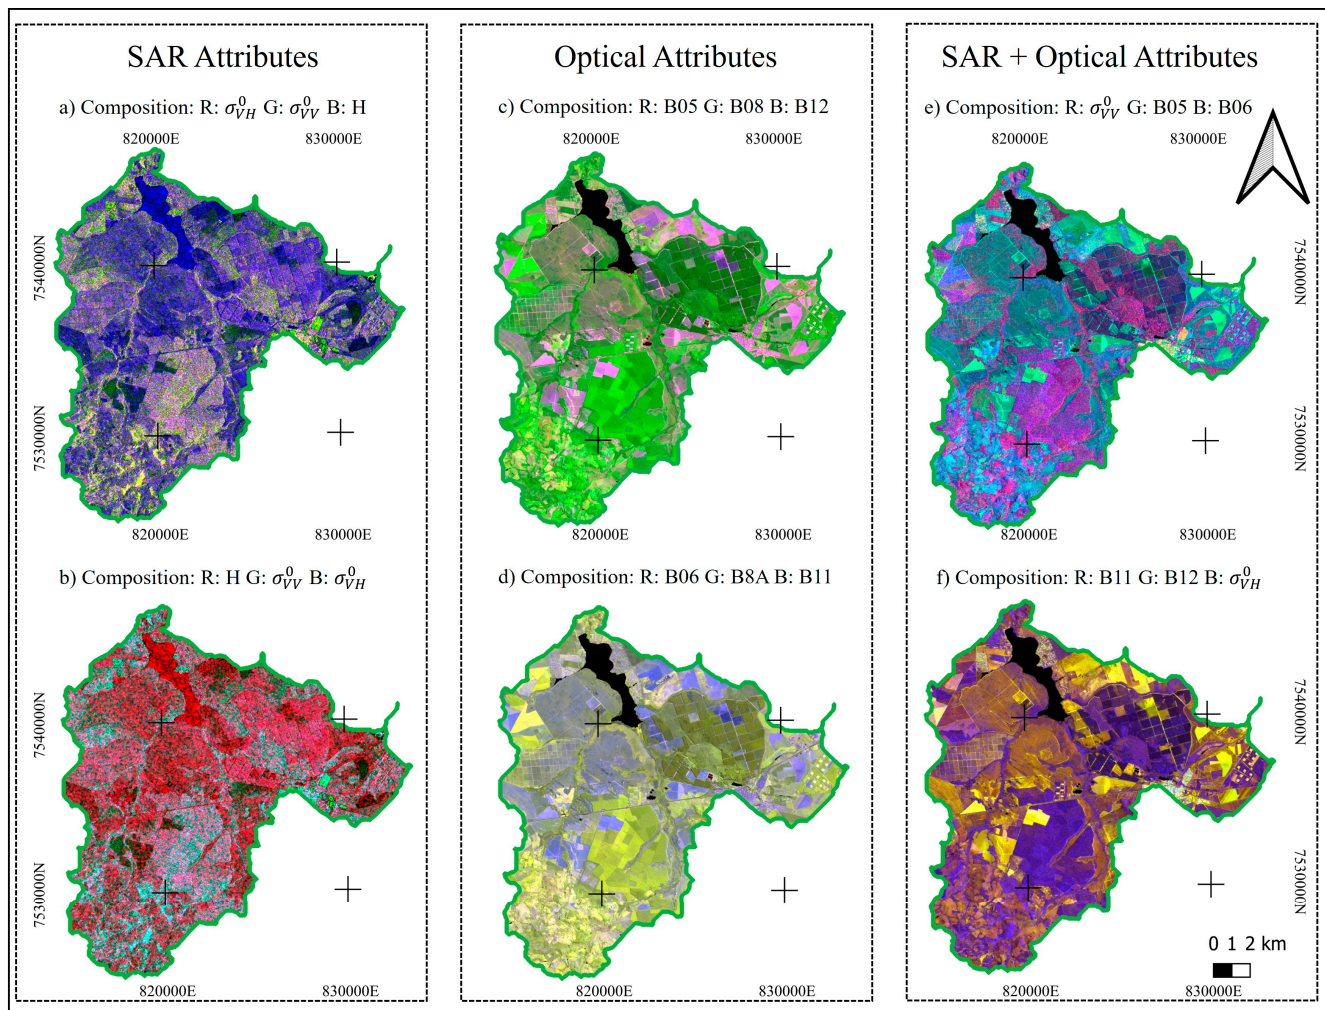 SAR Attributes
a) Composition: R: σ⁰VH G: σ⁰VV B: H
820000E 830000E
7540000N
7530000N
820000E 830000E
b) Composition: R: H G: σ⁰VV B: σ⁰VH
7540000N
7530000N
820000E 830000E
Optical Attributes
c) Composition: R: B05 G: B08 B: B12
820000E 830000E
820000E 830000E
d) Composition: R: B06 G: B8A B: B11
820000E 830000E
SAR + Optical Attributes
e) Composition: R: σ⁰VV G: B05 B: B06
820000E 830000E
7540000N
7530000N
820000E 830000E
f) Composition: R: B11 G: B12 B: σ⁰VH
7540000N
7530000N
0 1 2 km
820000E 830000E